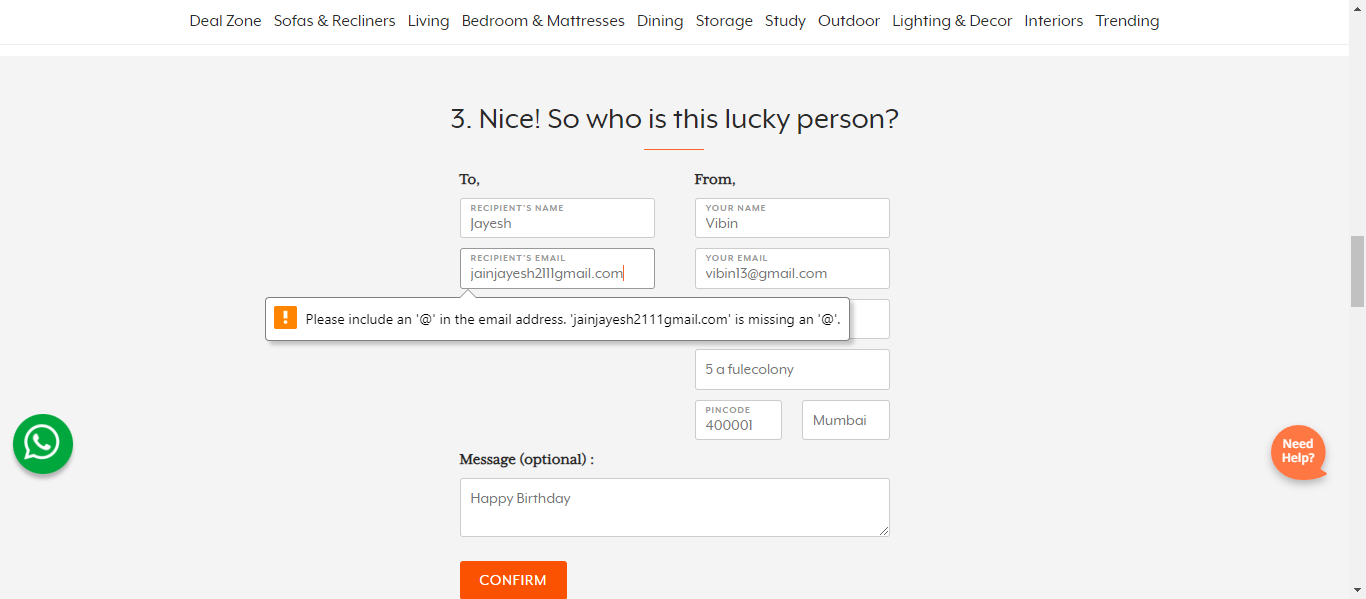 Deal Zone Sofas & Recliners Living Bedroom & Mattresses Dining Storage Study Outdoor Lighting & Decor Interiors Trending
3. Nice! So who is this lucky person?
To,
From,
RECIPIENT'S NAME
Jayesh
YOUR NAME
Vibin
RECIPIENT'S EMAIL
jainjayesh2111gmail.com
YOUR EMAIL
vibin13@gmail.com
Please include an '@' in the email address. 'jainjayesh2111gmail.com' is missing an '@'.
5 a fulecolony
PINCODE
400001
Mumbai
Message (optional) :
Happy Birthday
CONFIRM
Need
Help?